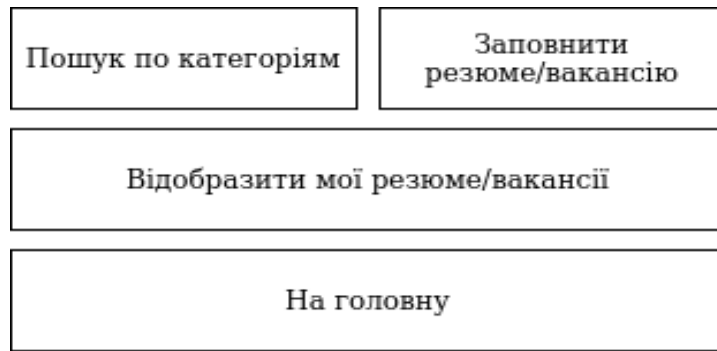 Пошук по категоріям
Заповнити
резюме/вакансію
Відобразити мої резюме/вакансії
На головну